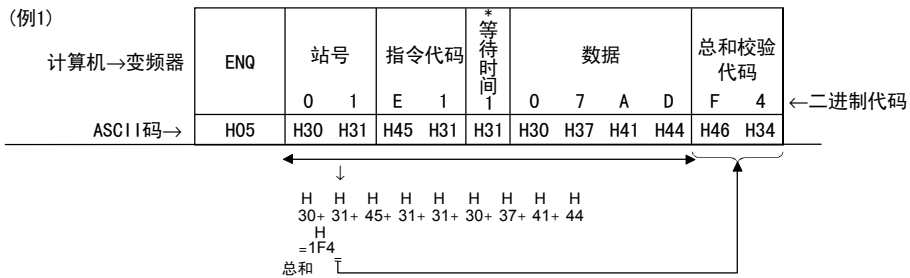 (例1)
计算机→变频器
ENQ
站号
指令代码
*等待时间
数据
总和校验代码
0 1 E 1 1 0 7 A D F 4 ←二进制代码
ASCII码→ H05 H30 H31 H45 H31 H31 H30 H37 H41 H44 H46 H34
↓
H H H H H H H H H
30+ 31+ 45+ 31+ 31+ 30+ 37+ 41+ 44
H
=1F4
总和